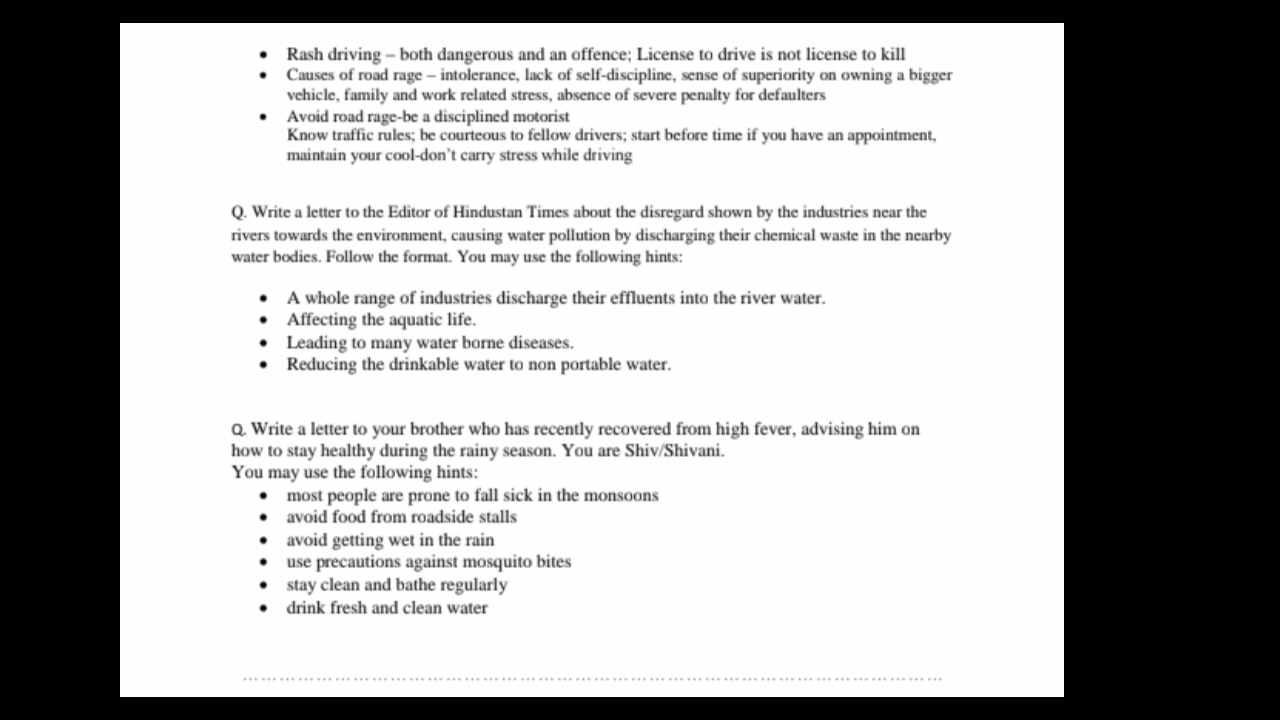 • Rash driving – both dangerous and an offence; License to drive is not license to kill
• Causes of road rage – intolerance, lack of self-discipline, sense of superiority on owning a bigger
vehicle, family and work related stress, absence of severe penalty for defaulters
• Avoid road rage-be a disciplined motorist
Know traffic rules; be courteous to fellow drivers; start before time if you have an appointment,
maintain your cool-don't carry stress while driving
Q. Write a letter to the Editor of Hindustan Times about the disregard shown by the industries near the
rivers towards the environment, causing water pollution by discharging their chemical waste in the nearby
water bodies. Follow the format. You may use the following hints:
• A whole range of industries discharge their effluents into the river water.
• Affecting the aquatic life.
• Leading to many water borne diseases.
• Reducing the drinkable water to non portable water.
Q. Write a letter to your brother who has recently recovered from high fever, advising him on
how to stay healthy during the rainy season. You are Shiv/Shivani.
You may use the following hints:
• most people are prone to fall sick in the monsoons
• avoid food from roadside stalls
• avoid getting wet in the rain
• use precautions against mosquito bites
• stay clean and bathe regularly
• drink fresh and clean water